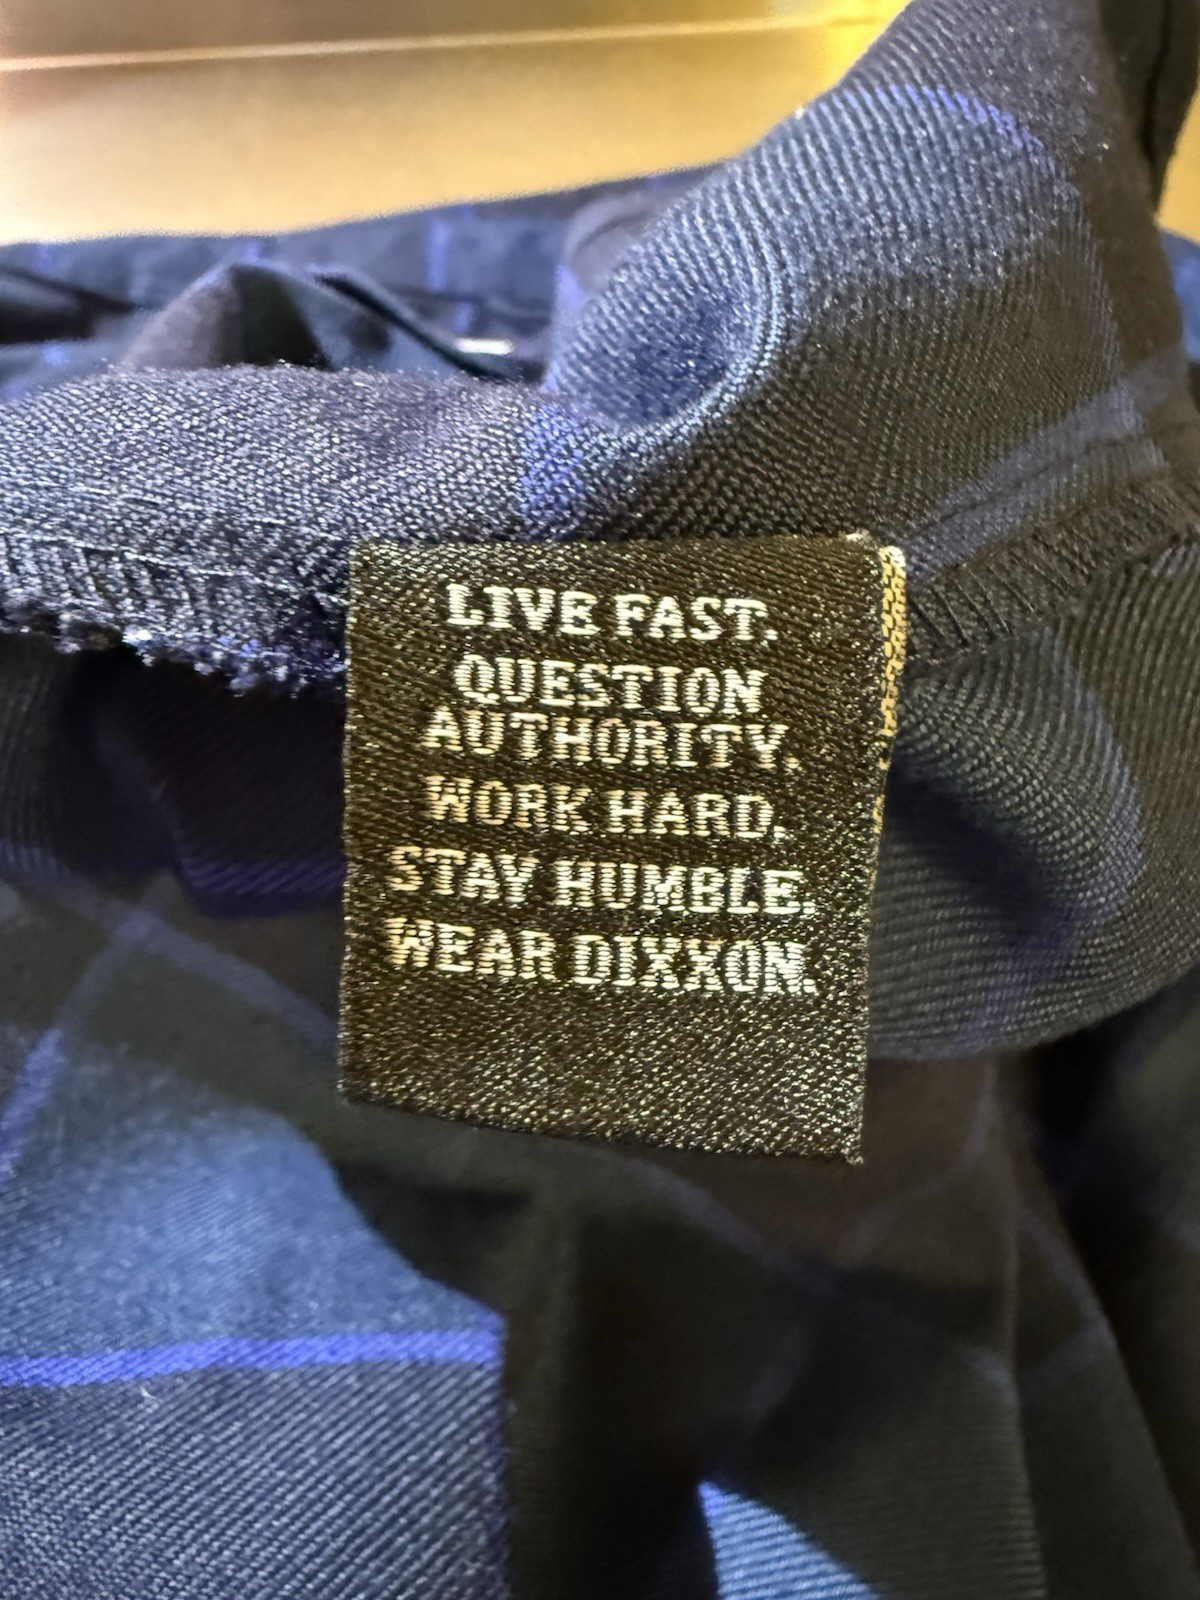 LIVE FAST.
QUESTION
AUTHORITY.
WORK HARD.
STAY HUMBLE.
WEAR DIXXON.